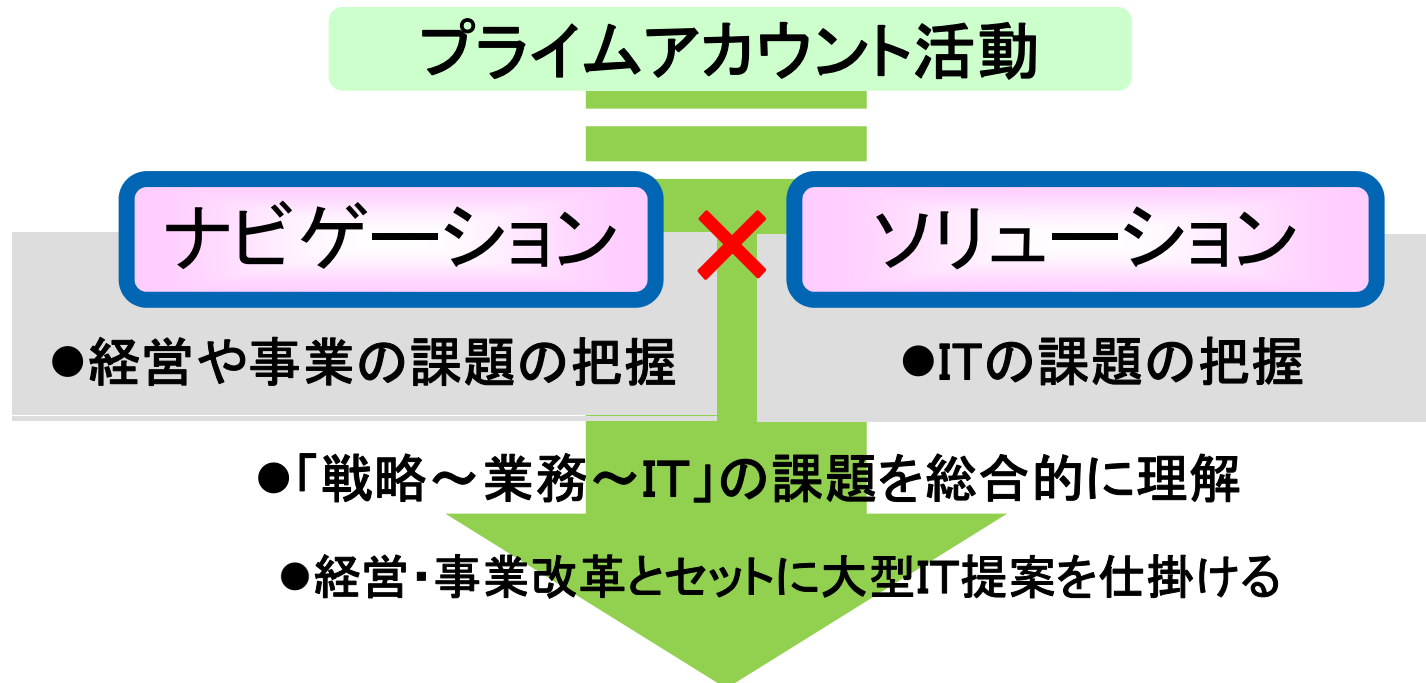 プライムアカウント活動
ナビゲーション
×
ソリューション
●経営や事業の課題の把握
●ITの課題の把握
●「戦略～業務～IT」の課題を総合的に理解
●経営・事業改革とセットに大型IT提案を仕掛ける